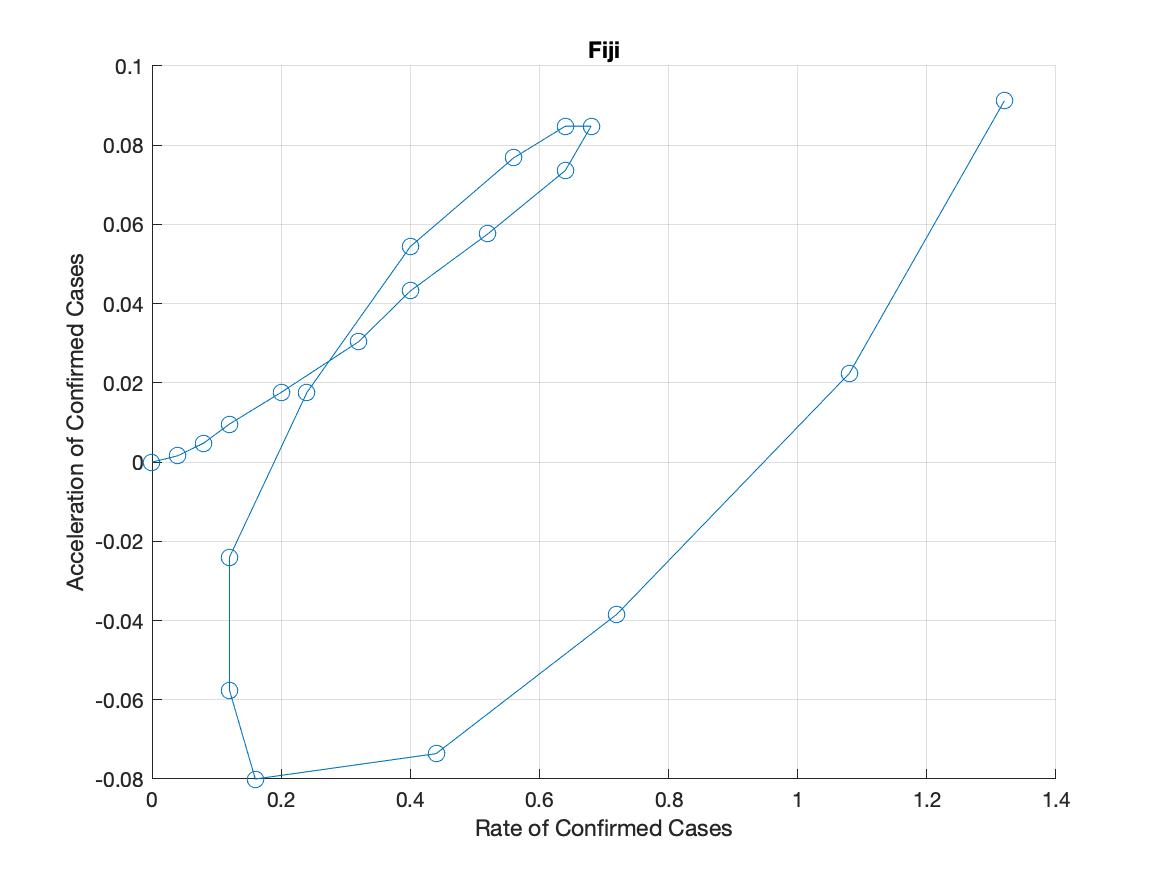 Fiji
0.1
0.08
0.06
0.04
0.02
0
-0.02
-0.04
-0.06
-0.08
Acceleration of Confirmed Cases
0 0.2 0.4 0.6 0.8 1 1.2 1.4
Rate of Confirmed Cases